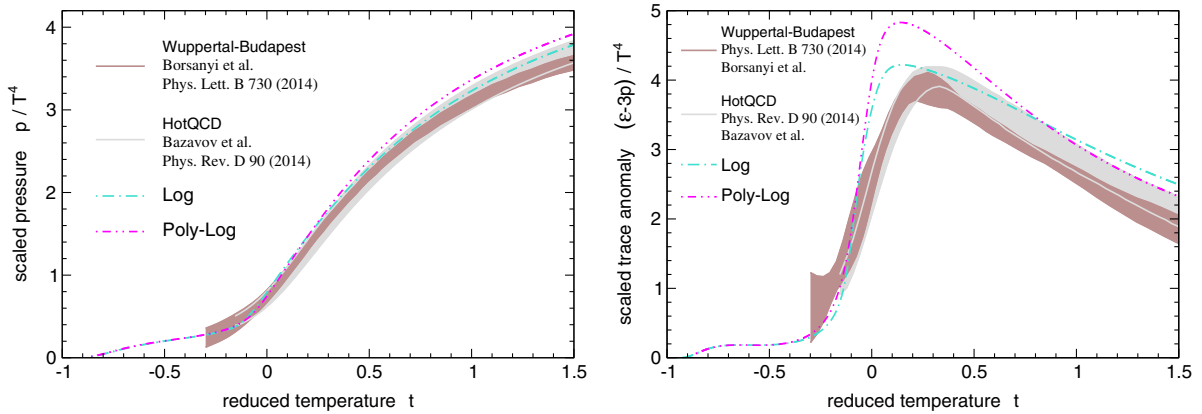 4
3
2
1
0
scaled pressure p / T⁴
Wuppertal-Budapest
Borsanyi et al.
Phys. Lett. B 730 (2014)
HotQCD
Bazavov et al.
Phys. Rev. D 90 (2014)
Log
Poly-Log
-1 -0.5 0 0.5 1 1.5
reduced temperature t
5
4
3
2
1
0
scaled trace anomaly (ε-3p) / T⁴
Wuppertal-Budapest
Phys. Lett. B 730 (2014)
Borsanyi et al.
HotQCD
Phys. Rev. D 90 (2014)
Bazavov et al.
Log
Poly-Log
-1 -0.5 0 0.5 1 1.5
reduced temperature t